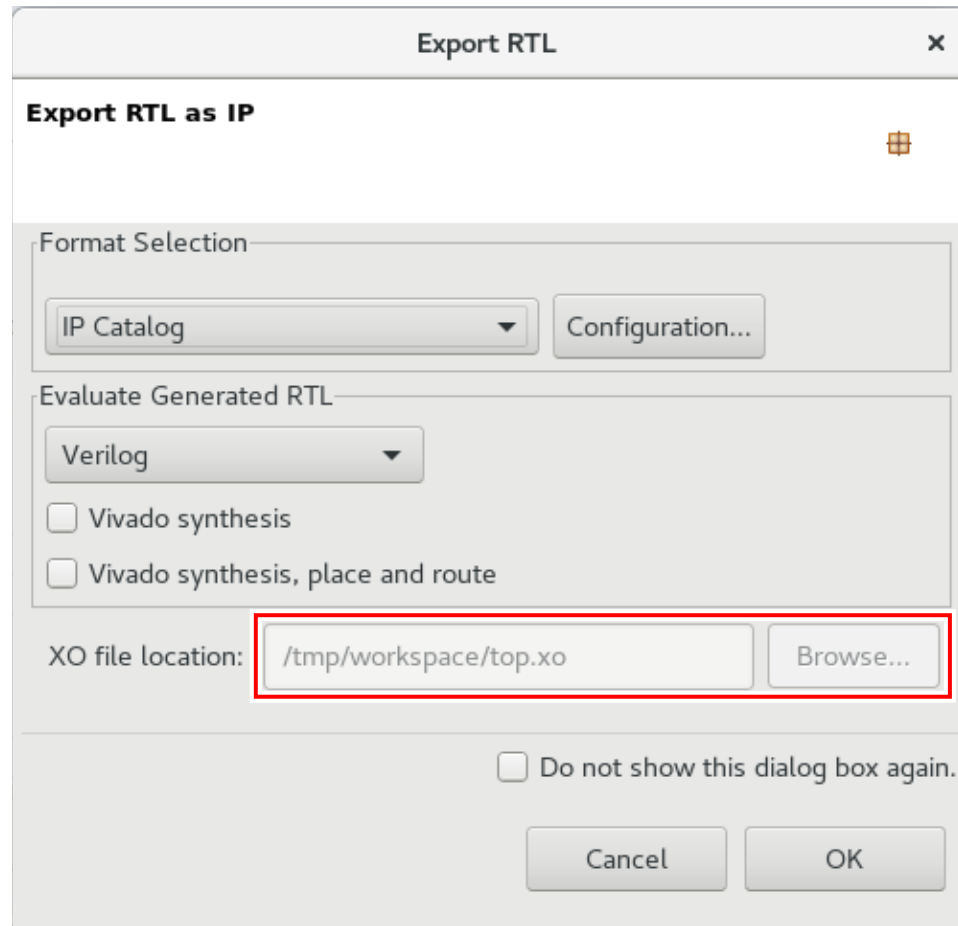 Export RTL
Export RTL as IP
Format Selection
IP Catalog
Configuration...
Evaluate Generated RTL
Verilog
Vivado synthesis
Vivado synthesis, place and route
XO file location: /tmp/workspace/top.xo Browse...
Do not show this dialog box again.
Cancel OK